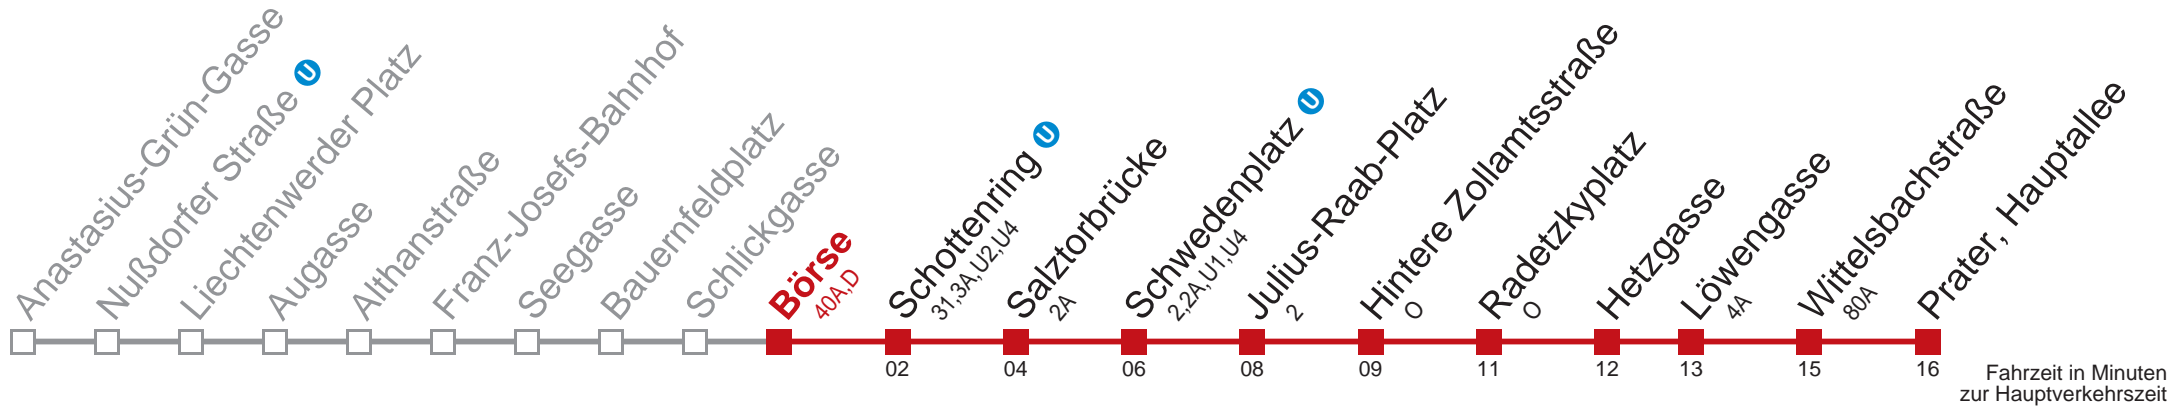 Anastasius-Grün-Gasse
Nußdorfer Straße U
Liechtenwerder Platz
Augasse
Althanstraße
Franz-Josefs-Bahnhof
Seegasse
Bauernfeldplatz
Schlickgasse
Börse
40A,D
Schottenring U
31,3A,U2,U4
Salztorbrücke
2A
Schwedenplatz U
2,2A,U1,U4
Julius-Raab-Platz
2
Hintere Zollamtsstraße
O
Radetzkyplatz
O
Hetzgasse
Löwengasse
4A
Wittelsbachstraße
80A
Prater, Hauptallee
02 04 06 08 09 11 12 13 15 16
Fahrzeit in Minuten
zur Hauptverkehrszeit